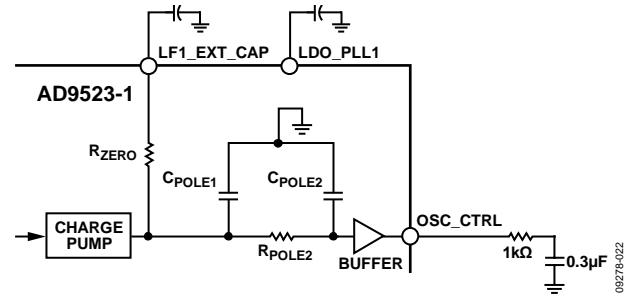 LF1_EXT_CAP
LDO_PLL1
AD9523-1
RZERO
CPOLE1
CPOLE2
CHARGE
PUMP
RPOLE2
BUFFER
OSC_CTRL
1kΩ
0.3µF
09278-022